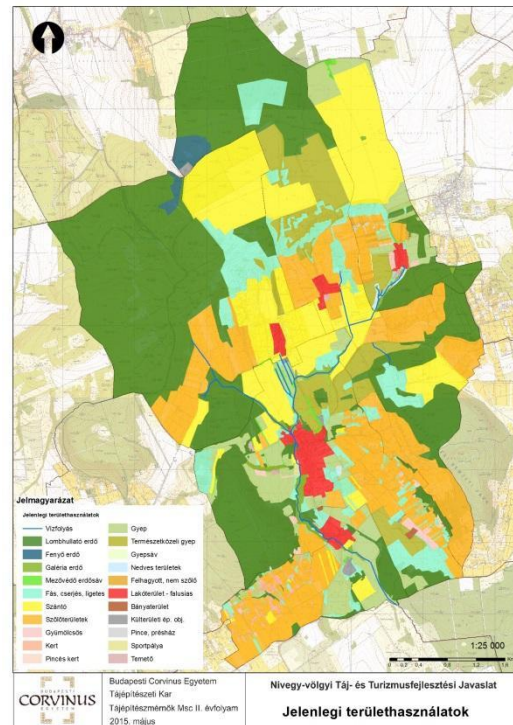 Jelmagyarázat
Jelenlegi területhasználatok
Vízfolyás
Lombhullató erdő
Fenyő erdő
Galéria erdő
Mezővédő erdősáv
Fás, cserjés, ligetes
Szántó
Szőlőterületek
Gyümölcsös
Kert
Pincés kert
Gyep
Természetközeli gyep
Gyepsáv
Nedves területek
Felhagyott, nem szőlő
Lakóterület - falusias
Bányaterület
Külterületi ép. obj.
Pince, présház
Sportpálya
Temető
1:25 000
BUDAPESTI
CORVINUS
EGYETEM
Budapesti Corvinus Egyetem
Tájépítészeti Kar
Tájépítészmérnök Msc II. évfolyam
2015. május
Nivegy-völgyi Táj- és Turizmusfejlesztési Javaslat
Jelenlegi területhasználatok